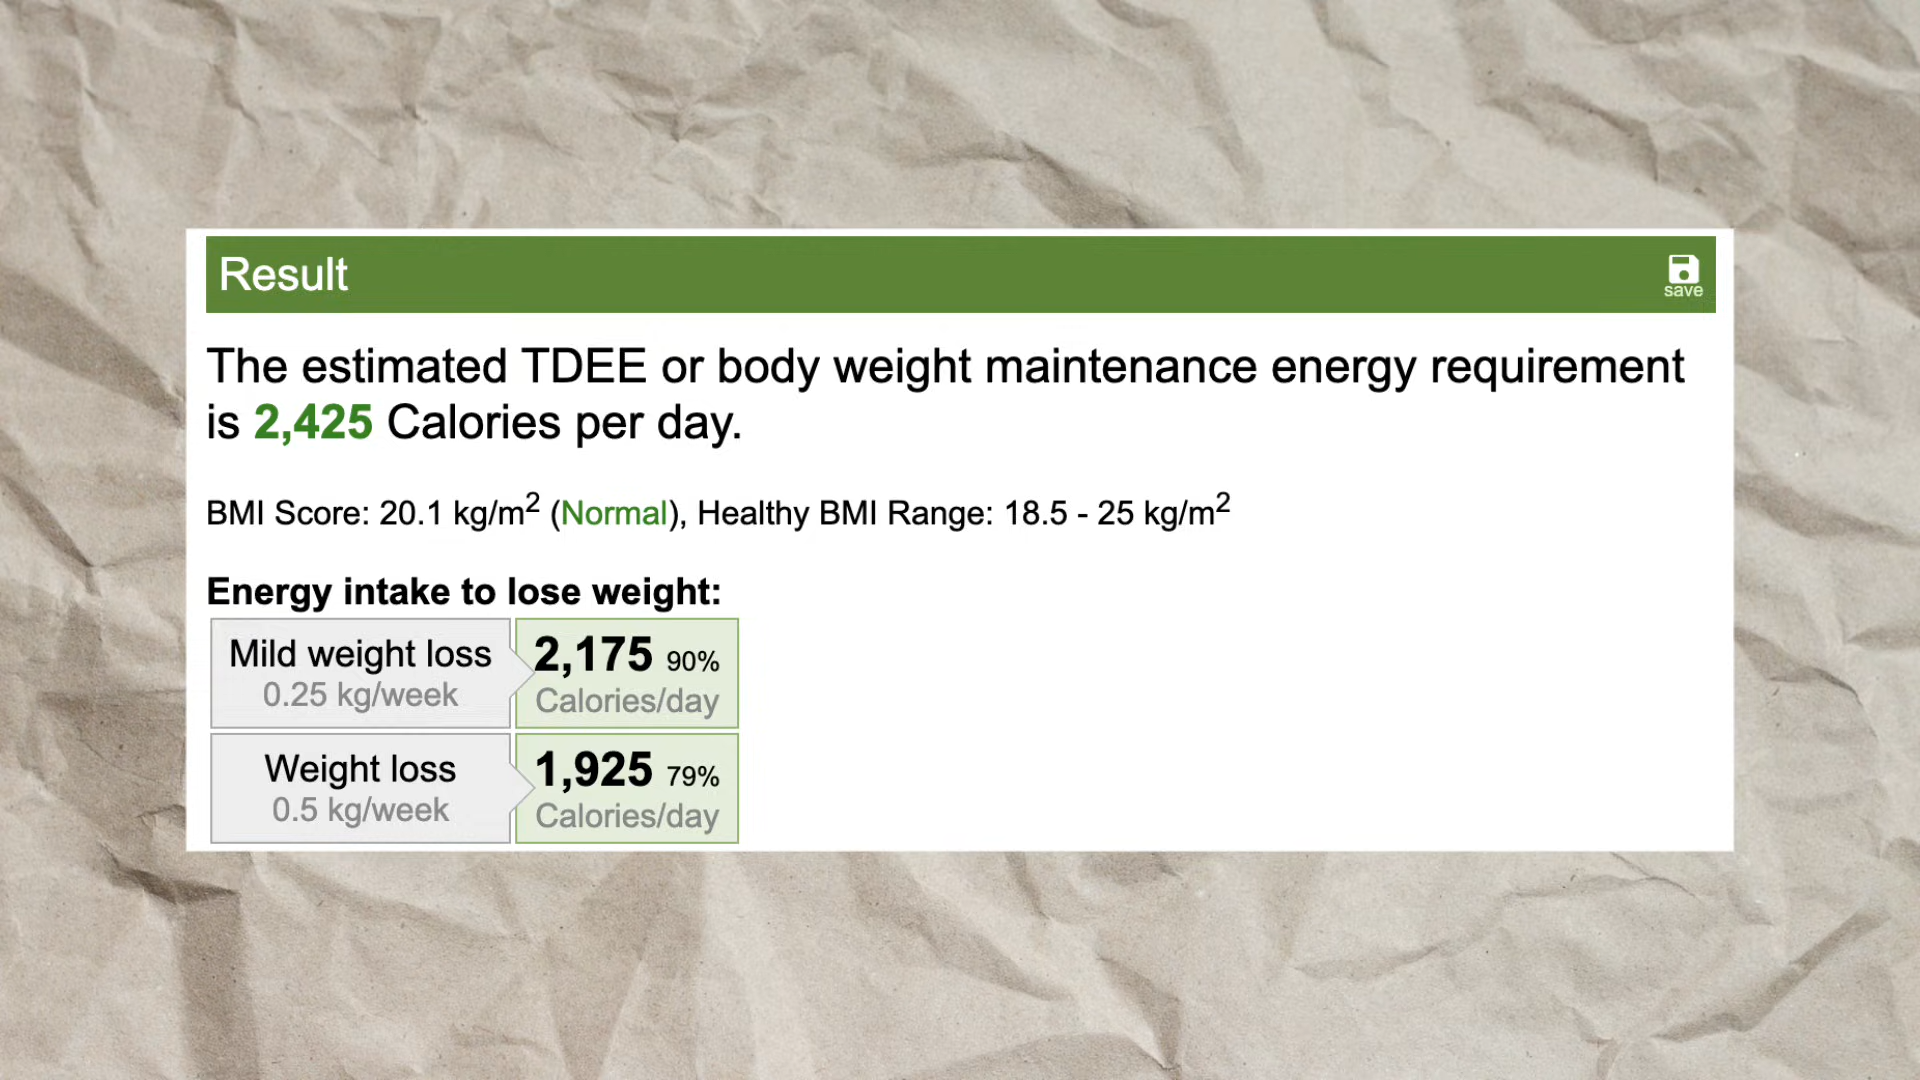 Result
save
The estimated TDEE or body weight maintenance energy requirement
is 2,425 Calories per day.
BMI Score: 20.1 kg/m² (Normal), Healthy BMI Range: 18.5 - 25 kg/m²
Energy intake to lose weight:
Mild weight loss
0.25 kg/week
2,175 90%
Calories/day
Weight loss
0.5 kg/week
1,925 79%
Calories/day